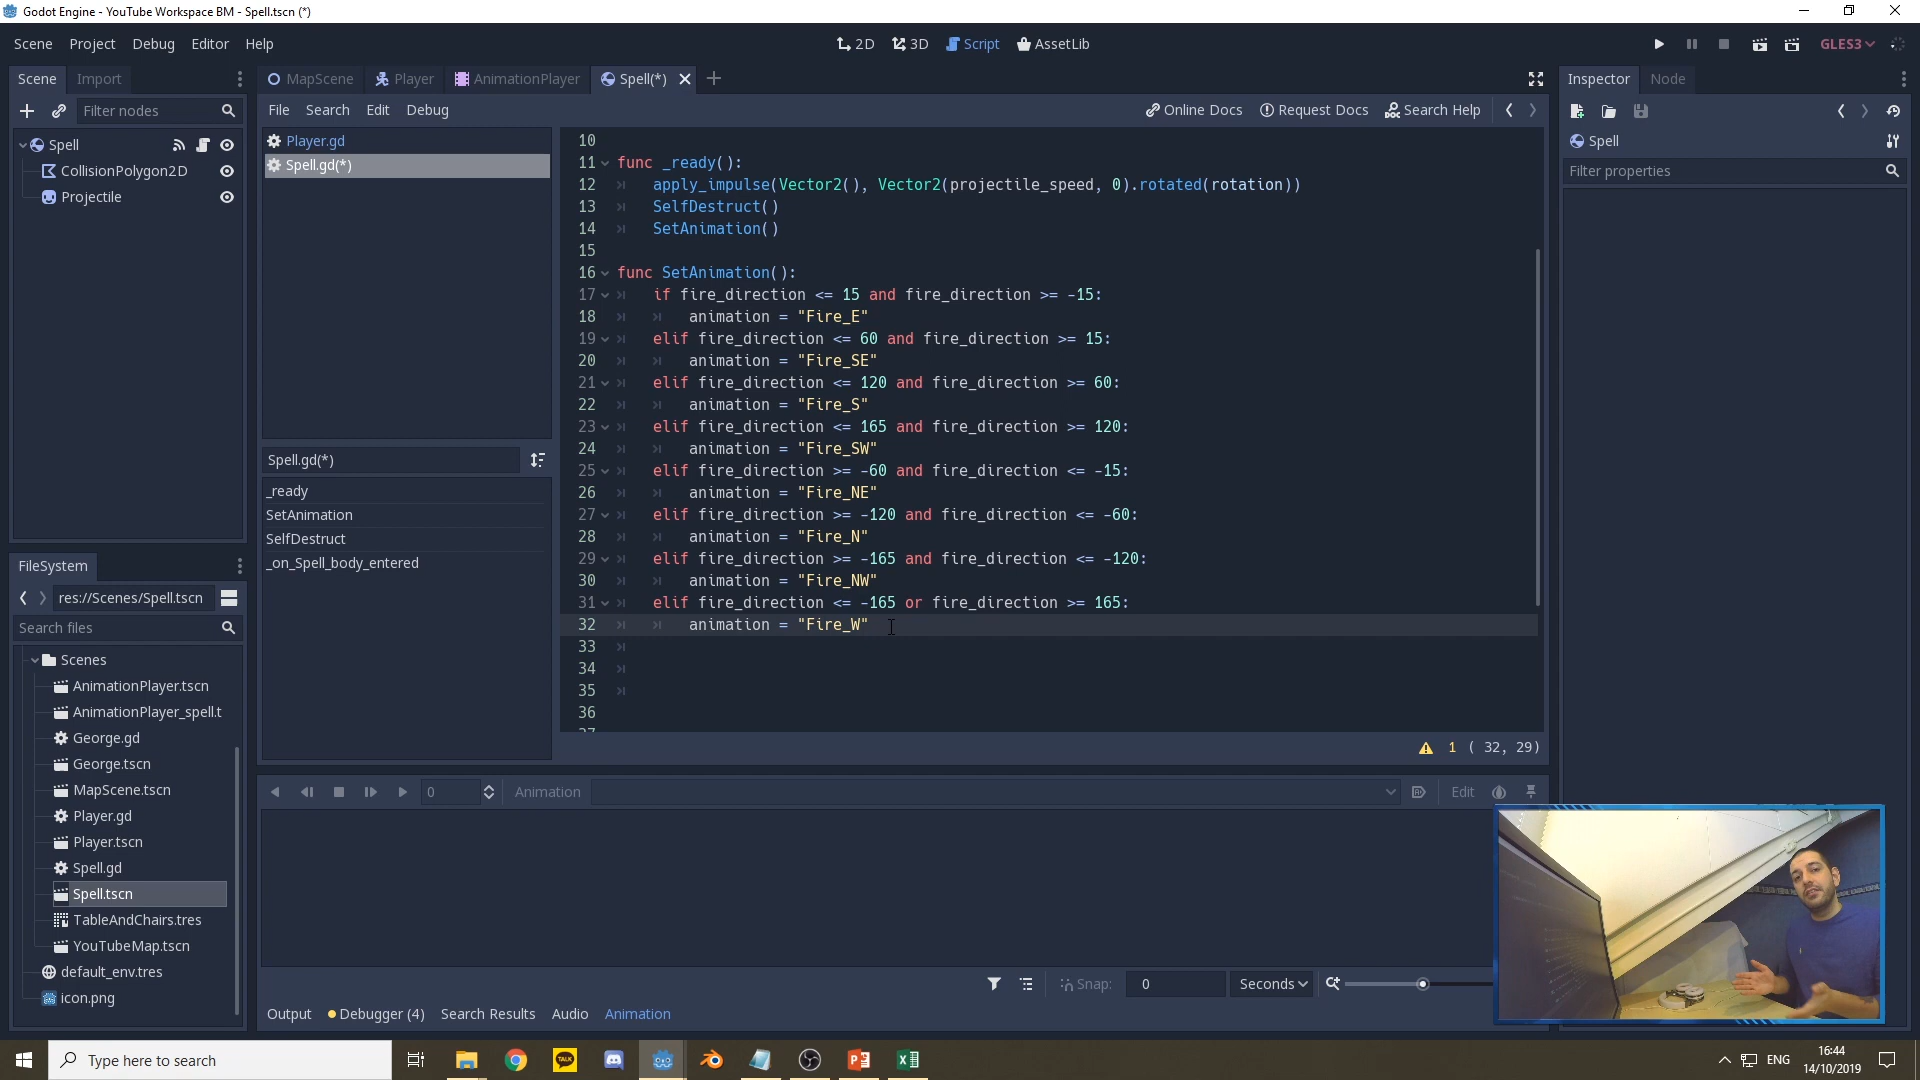 Godot Engine - YouTube Workspace BM - Spell.tscn (*)
Scene Project Debug Editor Help
2D 3D Script AssetLib
GLES3
Scene Import
MapScene Player AnimationPlayer Spell(*)
Inspector Node
Filter nodes
File Search Edit Debug
Online Docs Request Docs Search Help
Spell
CollisionPolygon2D
Projectile
Player.gd
Spell.gd(*)
Spell
Filter properties
10
11 func _ready():
12 apply_impulse(Vector2(), Vector2(projectile_speed, 0).rotated(rotation))
13 SelfDestruct()
14 SetAnimation()
15
16 func SetAnimation():
17 if fire_direction <= 15 and fire_direction >= -15:
18 animation = "Fire_E"
19 elif fire_direction <= 60 and fire_direction >= 15:
20 animation = "Fire_SE"
21 elif fire_direction <= 120 and fire_direction >= 60:
22 animation = "Fire_S"
23 elif fire_direction <= 165 and fire_direction >= 120:
24 animation = "Fire_SW"
25 elif fire_direction >= -60 and fire_direction <= -15:
26 animation = "Fire_NE"
27 elif fire_direction >= -120 and fire_direction <= -60:
28 animation = "Fire_N"
29 elif fire_direction >= -165 and fire_direction <= -120:
30 animation = "Fire_NW"
31 elif fire_direction <= -165 or fire_direction >= 165:
32 animation = "Fire_W"
33
34
35
36
37
1 ( 32, 29)
Spell.gd(*)
_ready
SetAnimation
SelfDestruct
_on_Spell_body_entered
FileSystem
res://Scenes/Spell.tscn
Search files
Scenes
AnimationPlayer.tscn
AnimationPlayer_spell.t
George.gd
George.tscn
MapScene.tscn
Player.gd
Player.tscn
Spell.gd
Spell.tscn
TableAndChairs.tres
YouTubeMap.tscn
default_env.tres
icon.png
0 Animation Edit
Snap: 0 Seconds
Output Debugger (4) Search Results Audio Animation
Type here to search
TALK
ENG
16:44
14/10/2019